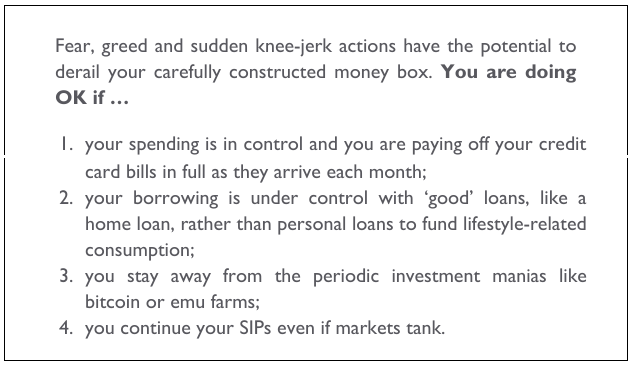 Fear, greed and sudden knee-jerk actions have the potential to
derail your carefully constructed money box. You are doing
OK if …
1. your spending is in control and you are paying off your credit
card bills in full as they arrive each month;
2. your borrowing is under control with ‘good’ loans, like a
home loan, rather than personal loans to fund lifestyle-related
consumption;
3. you stay away from the periodic investment manias like
bitcoin or emu farms;
4. you continue your SIPs even if markets tank.